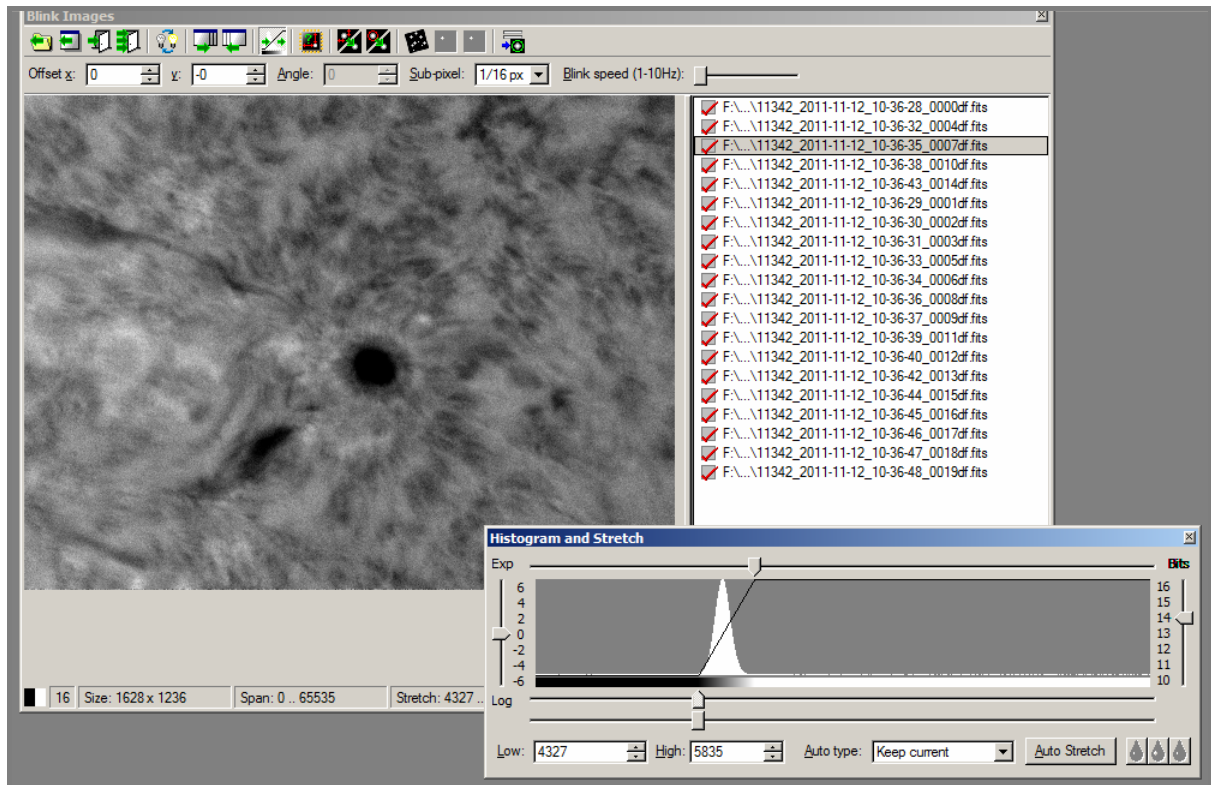 Blink Images
Offset x: 0 y: -0 Angle: 0 Sub-pixel: 1/16 px Blink speed (1-10Hz):
F:\...\11342_2011-11-12_10-36-28_0000df.fits
F:\...\11342_2011-11-12_10-36-32_0004df.fits
F:\...\11342_2011-11-12_10-36-35_0007df.fits
F:\...\11342_2011-11-12_10-36-38_0010df.fits
F:\...\11342_2011-11-12_10-36-43_0014df.fits
F:\...\11342_2011-11-12_10-36-29_0001df.fits
F:\...\11342_2011-11-12_10-36-30_0002df.fits
F:\...\11342_2011-11-12_10-36-31_0003df.fits
F:\...\11342_2011-11-12_10-36-33_0005df.fits
F:\...\11342_2011-11-12_10-36-34_0006df.fits
F:\...\11342_2011-11-12_10-36-36_0008df.fits
F:\...\11342_2011-11-12_10-36-37_0009df.fits
F:\...\11342_2011-11-12_10-36-39_0011df.fits
F:\...\11342_2011-11-12_10-36-40_0012df.fits
F:\...\11342_2011-11-12_10-36-42_0013df.fits
F:\...\11342_2011-11-12_10-36-44_0015df.fits
F:\...\11342_2011-11-12_10-36-45_0016df.fits
F:\...\11342_2011-11-12_10-36-46_0017df.fits
F:\...\11342_2011-11-12_10-36-47_0018df.fits
F:\...\11342_2011-11-12_10-36-48_0019df.fits
16 Size: 1628 x 1236 Span: 0 .. 65535 Stretch: 4327 ..
Histogram and Stretch
Exp Bits
6 16
4 15
2 14
0 13
-2 12
-4 11
-6 10
Log
Low: 4327 High: 5835 Auto type: Keep current Auto Stretch